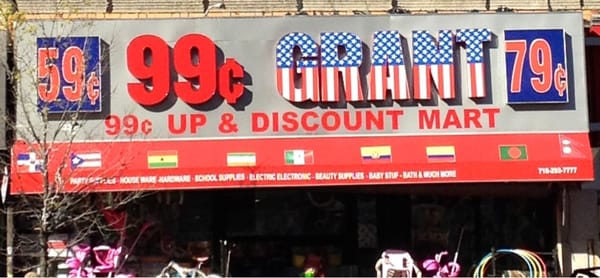 59¢ 99¢ GRANT 79¢
99¢ UP & DISCOUNT MART
PARTY SUPPLIES - HOUSE WARE - HARDWARE - SCHOOL SUPPLIES - ELECTRIC ELECTRONIC - BEAUTY SUPPLIES - BABY STUF - BATH & MUCH MORE
718-293-7777